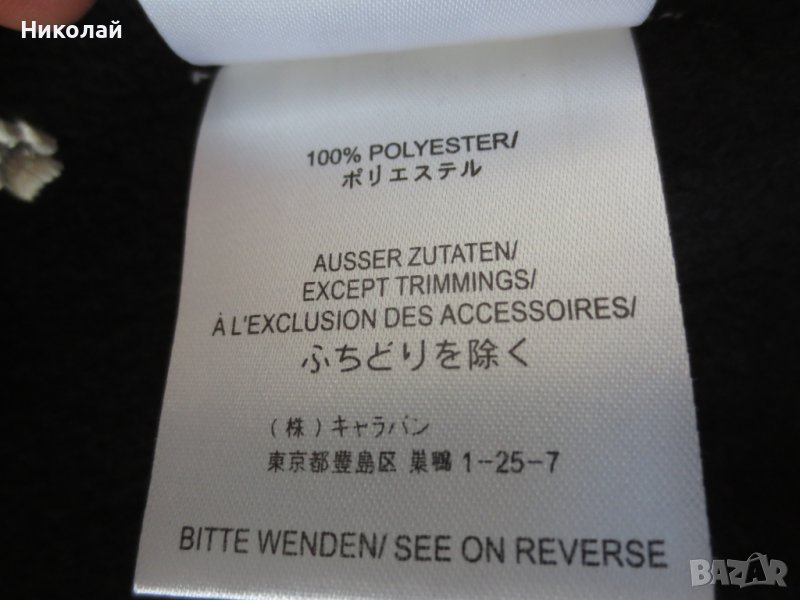 Николай
100% POLYESTER/
ポリエステル
AUSSER ZUTATEN/
EXCEPT TRIMMINGS/
À L'EXCLUSION DES ACCESSOIRES/
ふちどりを除く
(株)キャラバン
東京都豊島区 巣鴨 1-25-7
BITTE WENDEN/ SEE ON REVERSE
BAZAR